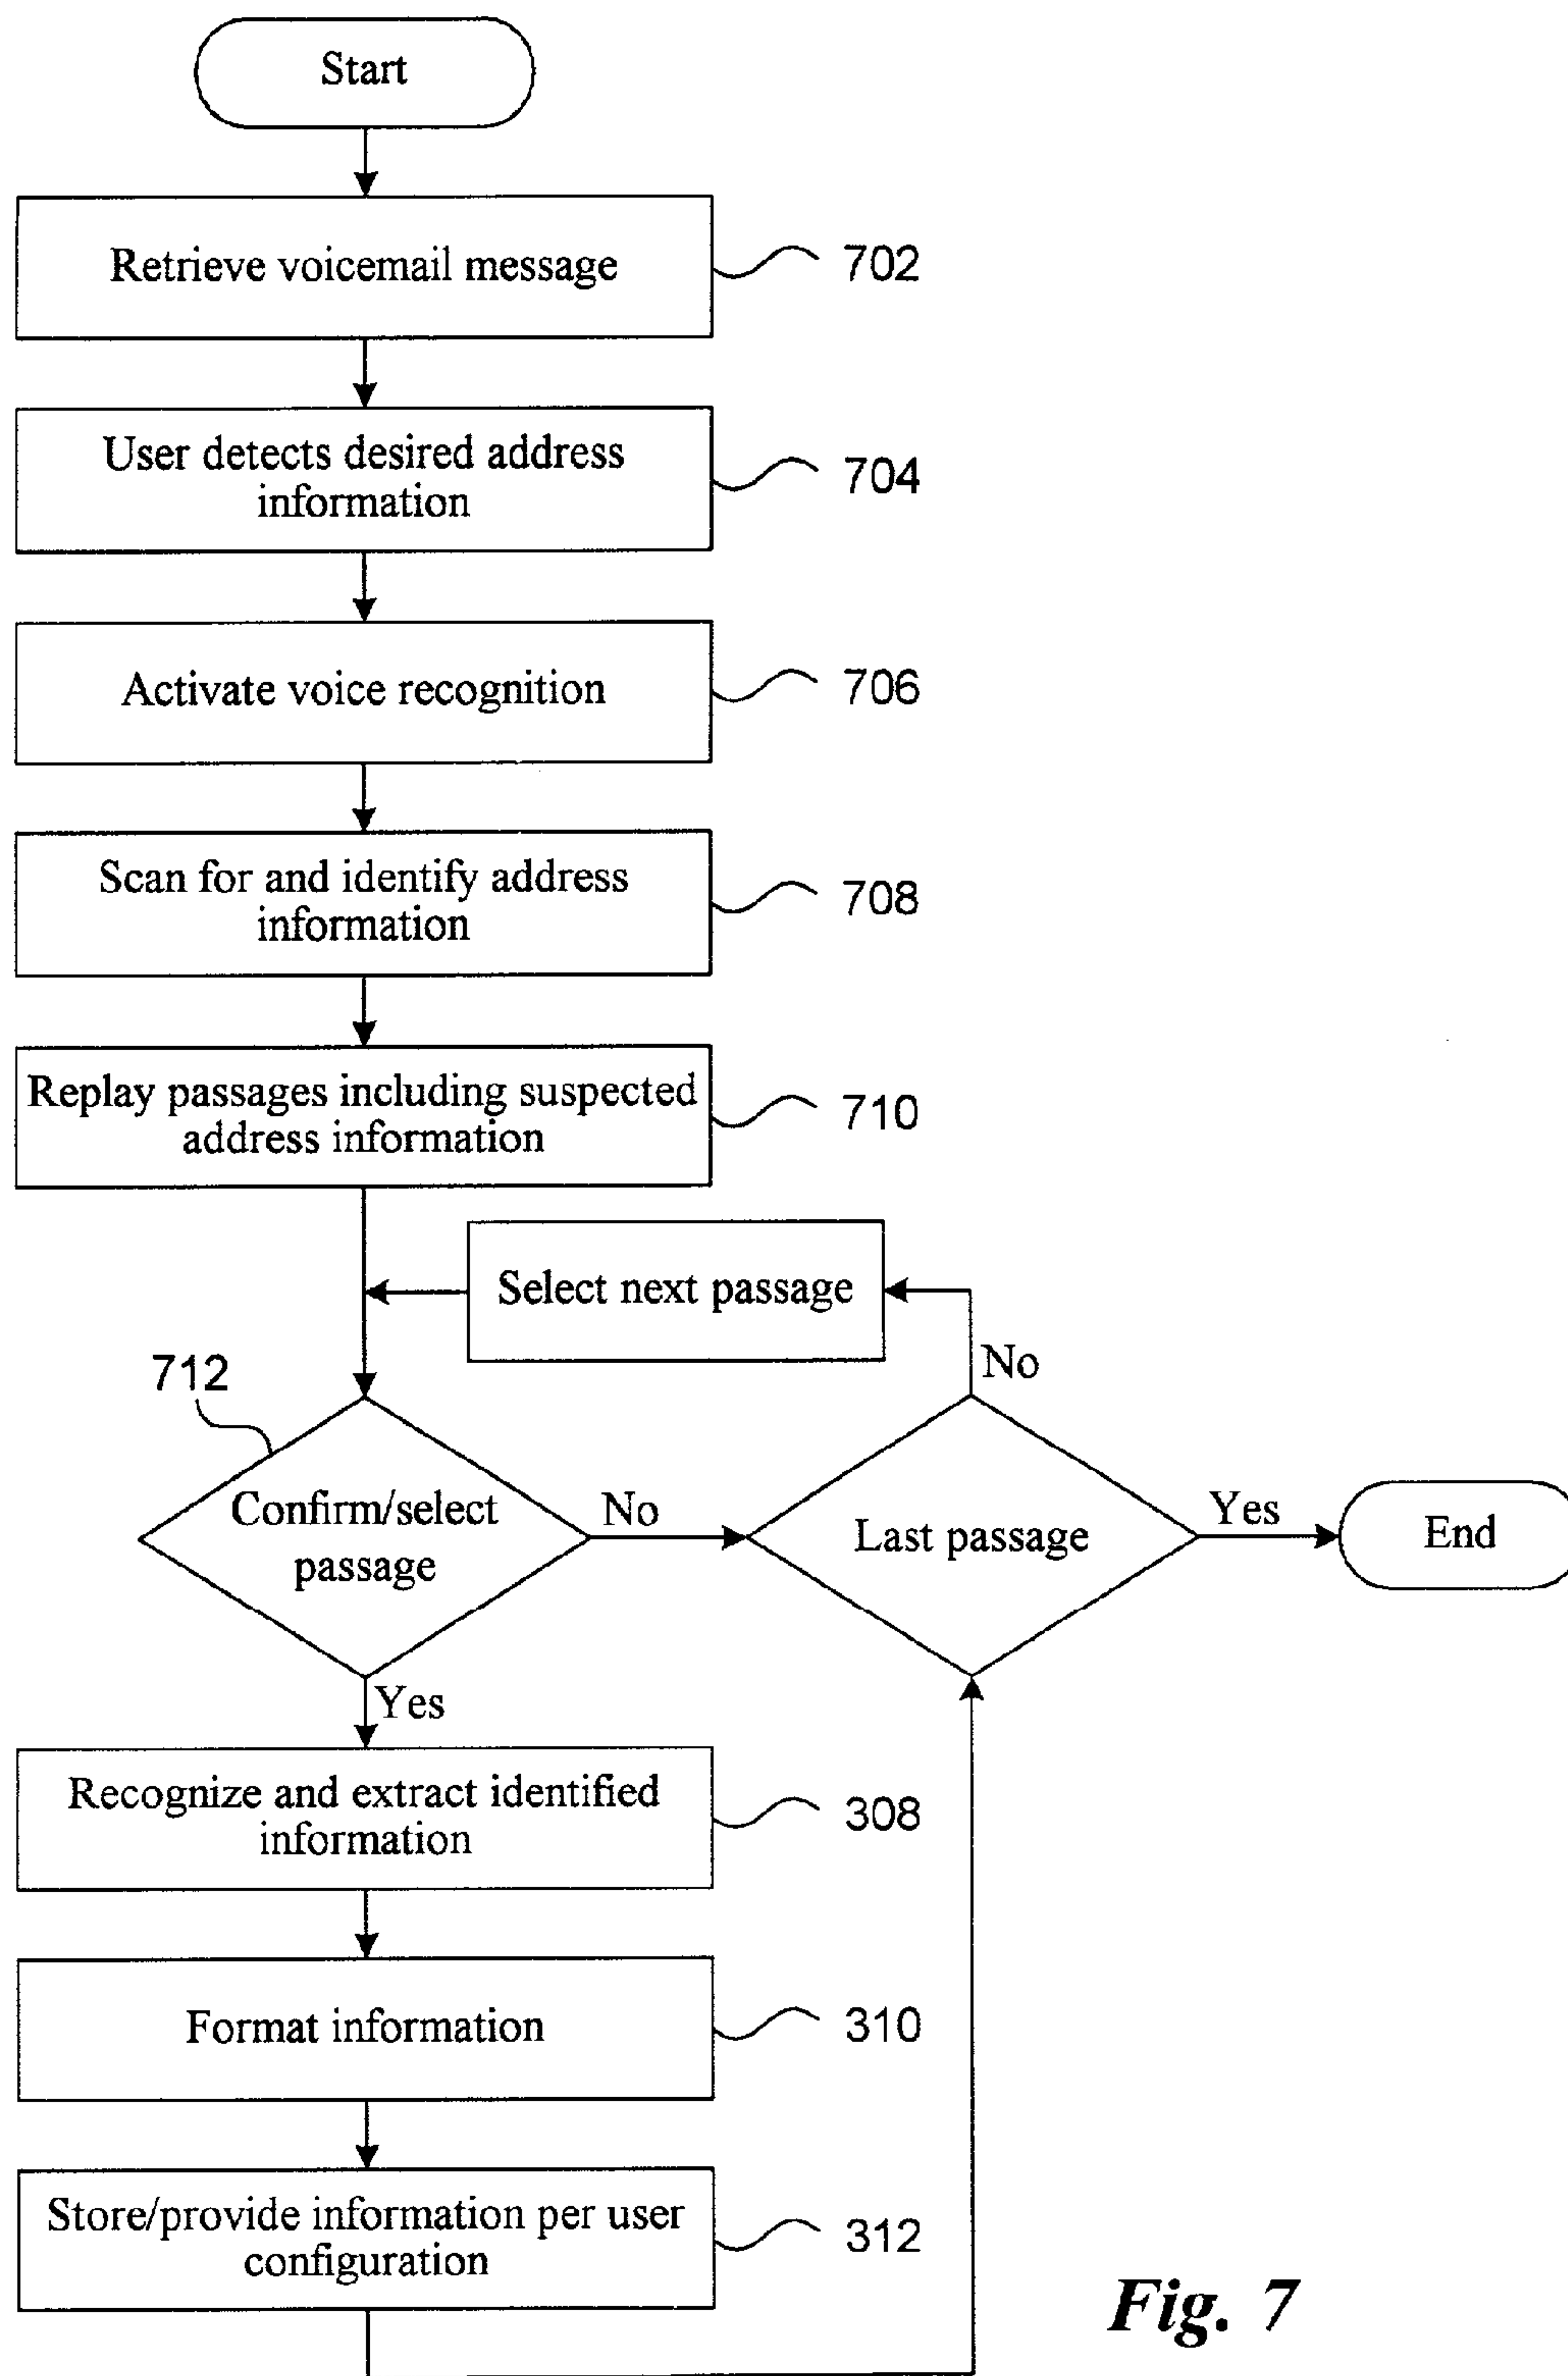 Start
Retrieve voicemail message
702
User detects desired address
information
704
Activate voice recognition
706
Scan for and identify address
information
708
Replay passages including suspected
address information
710
Select next passage
No
712
Confirm/select
passage
No
Last passage
Yes
End
Yes
Recognize and extract identified
information
308
Format information
310
Store/provide information per user
configuration
312
Fig. 7